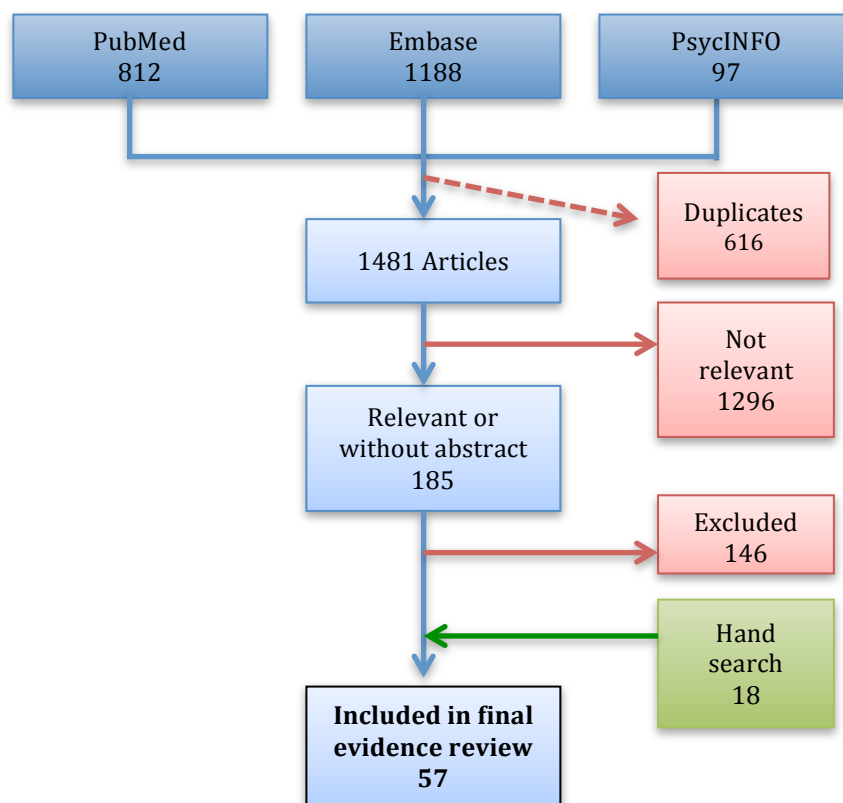 PubMed
812
Embase
1188
PsycINFO
97
Duplicates
616
1481 Articles
Not
relevant
1296
Relevant or
without abstract
185
Excluded
146
Hand
search
18
Included in final
evidence review
57